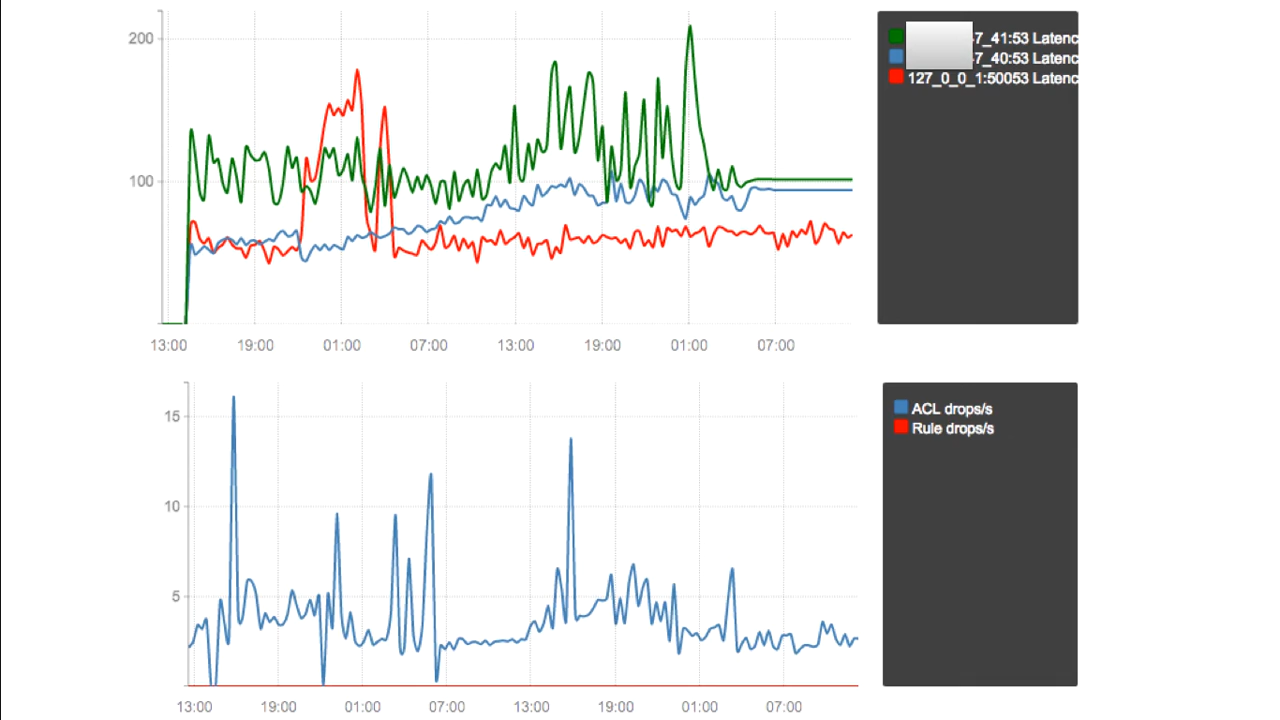 200
100
13:00 19:00 01:00 07:00 13:00 19:00 01:00 07:00
7_41:53 Latenc
7_40:53 Latenc
127_0_0_1:50053 Latenc
15
10
5
13:00 19:00 01:00 07:00 13:00 19:00 01:00 07:00
ACL drops/s
Rule drops/s